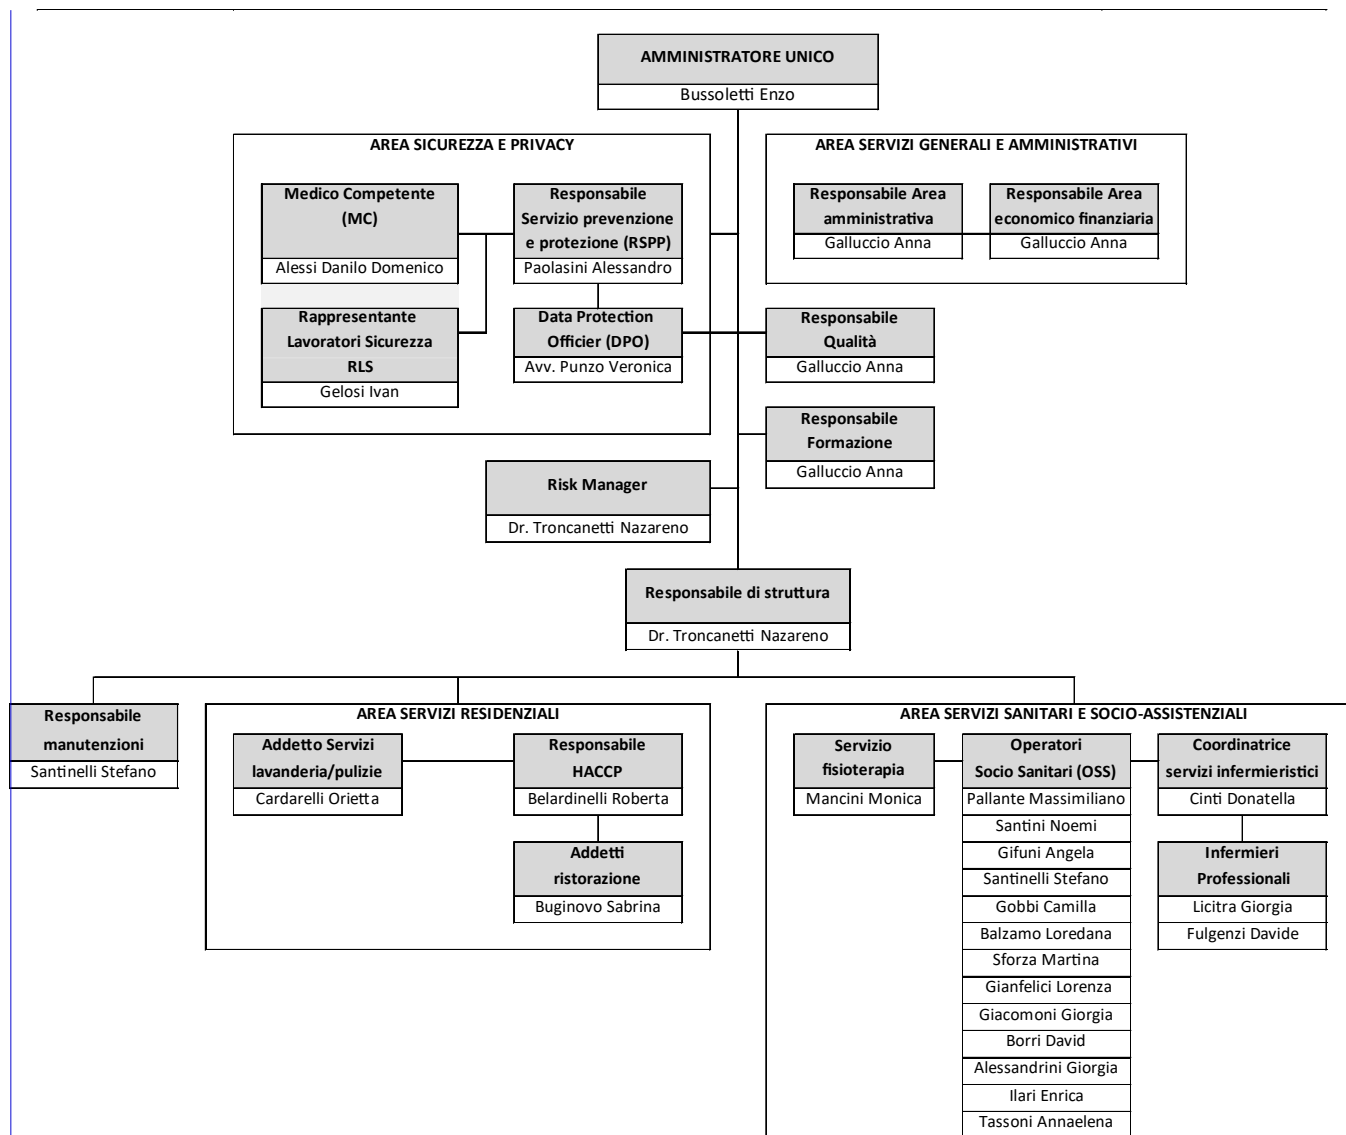 AMMINISTRATORE UNICO
Bussoletti Enzo
AREA SICUREZZA E PRIVACY
Medico Competente
(MC)
Alessi Danilo Domenico
Responsabile
Servizio prevenzione
e protezione (RSPP)
Paolasini Alessandro
Rappresentante
Lavoratori Sicurezza
RLS
Gelosi Ivan
Data Protection
Officier (DPO)
Avv. Punzo Veronica
AREA SERVIZI GENERALI E AMMINISTRATIVI
Responsabile Area
amministrativa
Galluccio Anna
Responsabile Area
economico finanziaria
Galluccio Anna
Responsabile
Qualità
Galluccio Anna
Responsabile
Formazione
Galluccio Anna
Risk Manager
Dr. Troncanetti Nazareno
Responsabile di struttura
Dr. Troncanetti Nazareno
Responsabile
manutenzioni
Santinelli Stefano
AREA SERVIZI RESIDENZIALI
Addetto Servizi
lavanderia/pulizie
Cardarelli Orietta
Responsabile
HACCP
Belardinelli Roberta
Addetti
ristorazione
Buginovo Sabrina
AREA SERVIZI SANITARI E SOCIO-ASSISTENZIALI
Servizio
fisioterapia
Mancini Monica
Operatori
Socio Sanitari (OSS)
Pallante Massimiliano
Santini Noemi
Gifuni Angela
Santinelli Stefano
Gobbi Camilla
Balzamo Loredana
Sforza Martina
Gianfelici Lorenza
Giacomoni Giorgia
Borri David
Alessandrini Giorgia
Ilari Enrica
Tassoni Annaelena
Coordinatrice
servizi infermieristici
Cinti Donatella
Infermieri
Professionali
Licitra Giorgia
Fulgenzi Davide